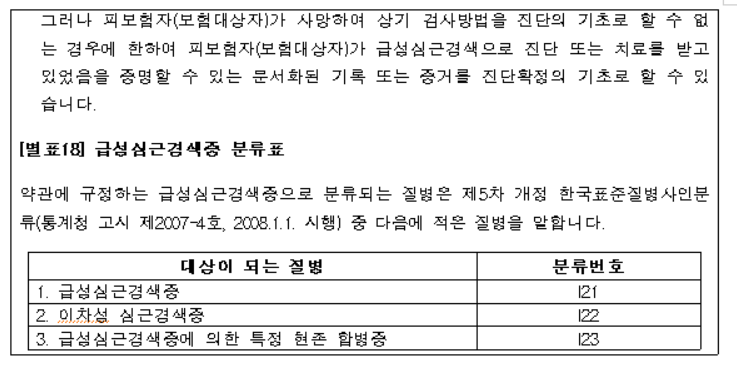 그러나 피보험자(보험대상자)가 사망하여 상기 검사방법을 진단의 기초로 할 수 없
는 경우에 한하여 피보험자(보험대상자)가 급성심근경색으로 진단 또는 치료를 받고
있었음을 증명할 수 있는 문서화된 기록 또는 증거를 진단확정의 기초로 할 수 있
습니다.
[별표18] 급성심근경색증 분류표
약관에 규정하는 급성심근경색증으로 분류되는 질병은 제5차 개정 한국표준질병사인분
류(통계청 고시 제2007-4호, 2008.1.1. 시행) 중 다음에 적은 질병을 말합니다.
대상이 되는 질병 분류번호
1. 급성심근경색증 I21
2. 이차성 심근경색증 I22
3. 급성심근경색증에 의한 특정 현존 합병증 I23